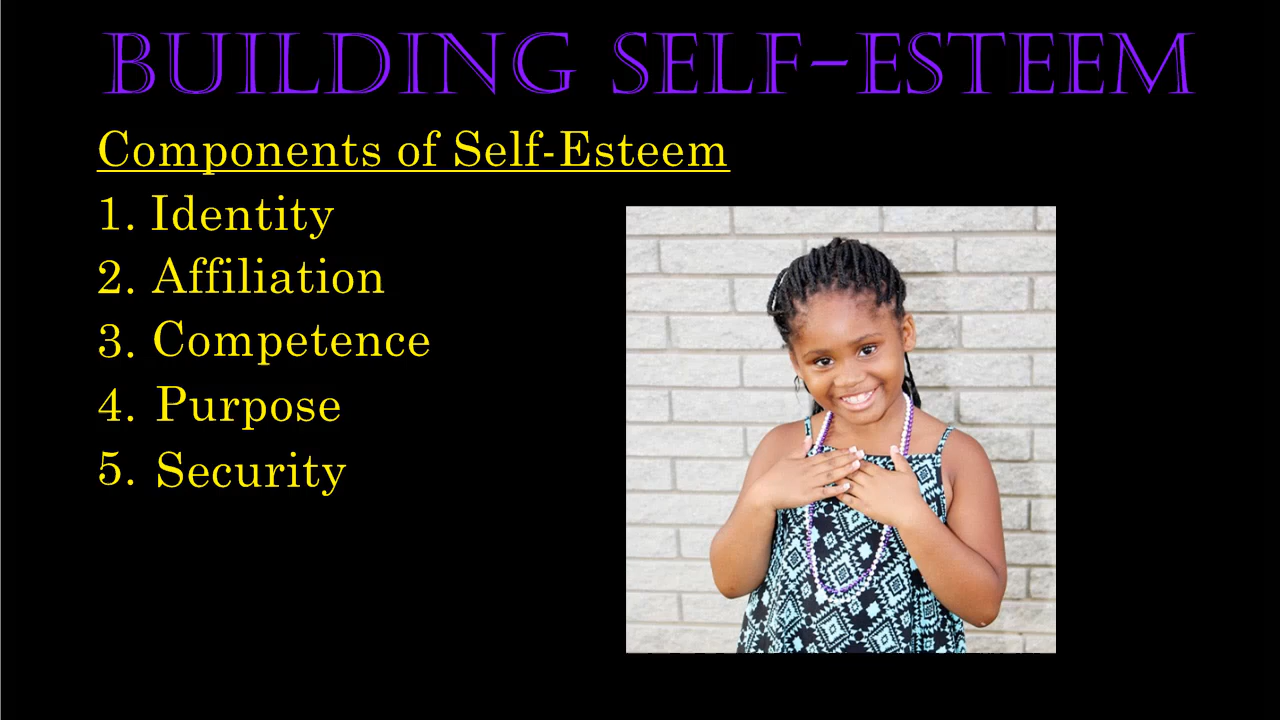 BUILDING SELF-ESTEEM
Components of Self-Esteem
1. Identity
2. Affiliation
3. Competence
4. Purpose
5. Security